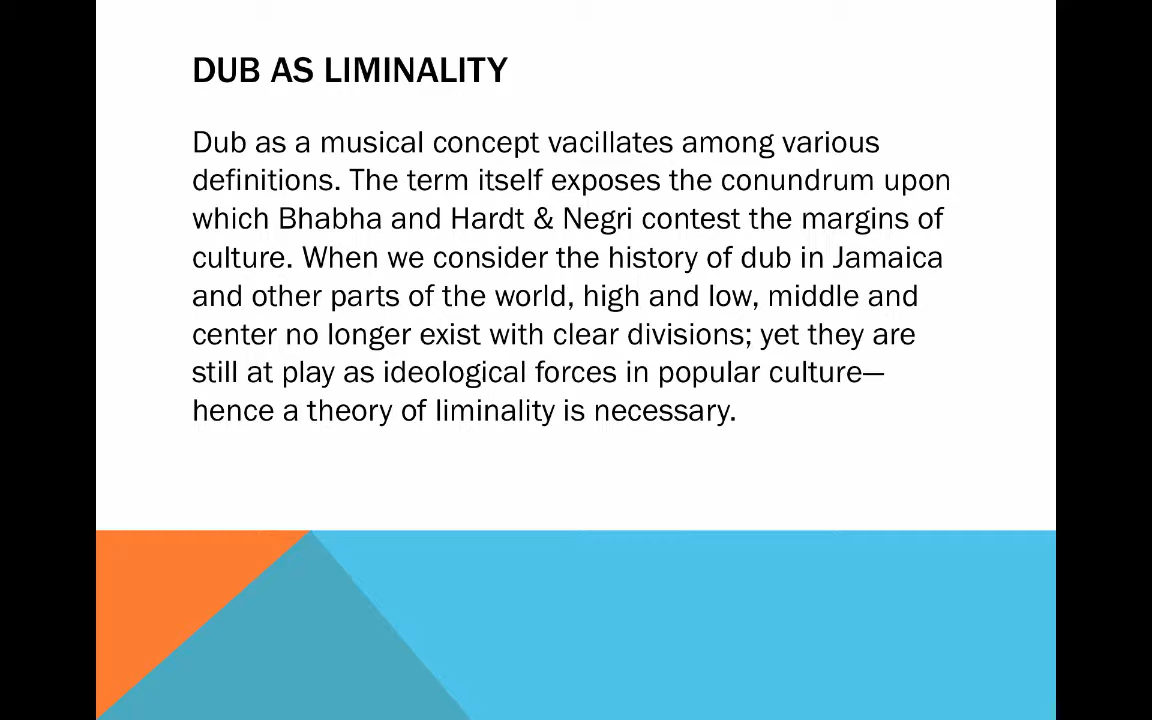 DUB AS LIMINALITY
Dub as a musical concept vacillates among various
definitions. The term itself exposes the conundrum upon
which Bhabha and Hardt & Negri contest the margins of
culture. When we consider the history of dub in Jamaica
and other parts of the world, high and low, middle and
center no longer exist with clear divisions; yet they are
still at play as ideological forces in popular culture—
hence a theory of liminality is necessary.